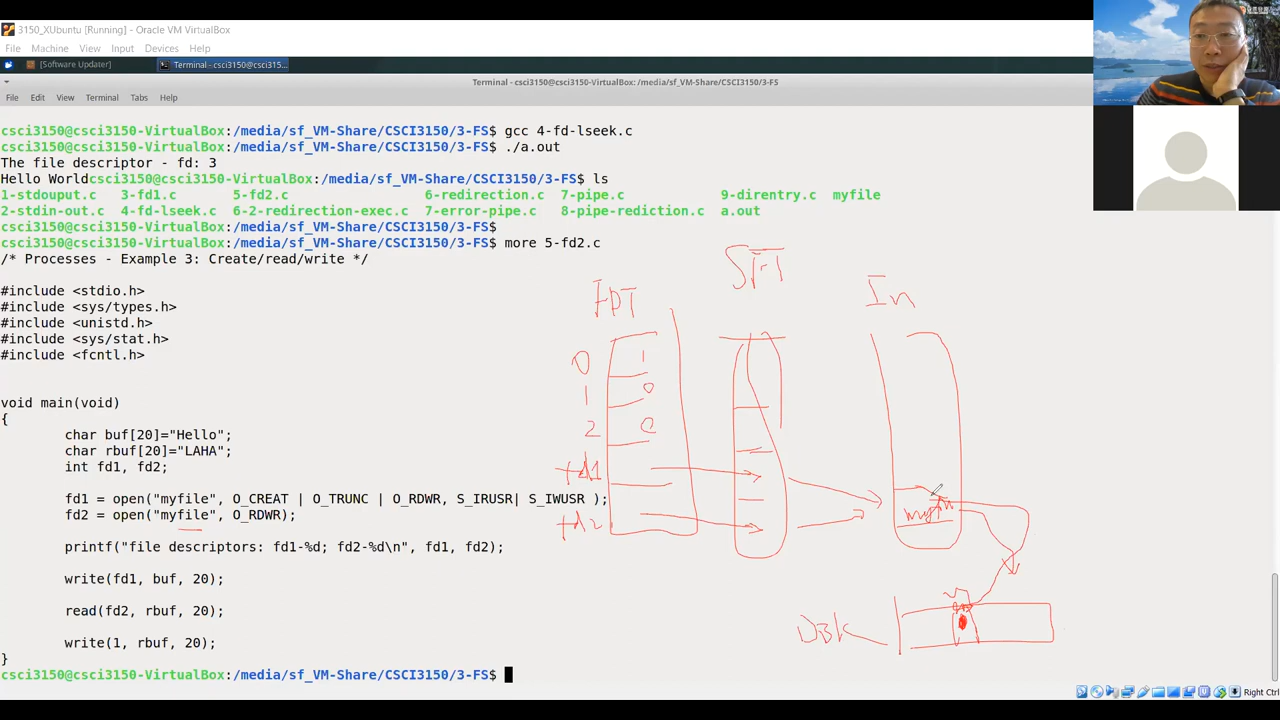 3150_XUbuntu [Running] - Oracle VM VirtualBox
File Machine View Input Devices Help
[Software Updater] Terminal - csci3150@csci315...
Terminal - csci3150@csci3150-VirtualBox: /media/sf_VM-Share/CSCI3150/3-FS
File Edit View Terminal Tabs Help
csci3150@csci3150-VirtualBox:/media/sf_VM-Share/CSCI3150/3-FS$ gcc 4-fd-lseek.c
csci3150@csci3150-VirtualBox:/media/sf_VM-Share/CSCI3150/3-FS$ ./a.out
The file descriptor - fd: 3
Hello Worldcsci3150@csci3150-VirtualBox:/media/sf_VM-Share/CSCI3150/3-FS$ ls
1-stdouput.c 3-fd1.c 5-fd2.c 6-redirection.c 7-pipe.c 9-direntry.c myfile
2-stdin-out.c 4-fd-lseek.c 6-2-redirection-exec.c 7-error-pipe.c 8-pipe-rediction.c a.out
csci3150@csci3150-VirtualBox:/media/sf_VM-Share/CSCI3150/3-FS$
csci3150@csci3150-VirtualBox:/media/sf_VM-Share/CSCI3150/3-FS$ more 5-fd2.c
/* Processes - Example 3: Create/read/write */
#include <stdio.h>
#include <sys/types.h>
#include <unistd.h>
#include <sys/stat.h>
#include <fcntl.h>
void main(void)
{
char buf[20]="Hello";
char rbuf[20]="LAHA";
int fd1, fd2;
fd1 = open("myfile", O_CREAT | O_TRUNC | O_RDWR, S_IRUSR| S_IWUSR );
fd2 = open("myfile", O_RDWR);
printf("file descriptors: fd1-%d; fd2-%d\n", fd1, fd2);
write(fd1, buf, 20);
read(fd2, rbuf, 20);
write(1, rbuf, 20);
}
csci3150@csci3150-VirtualBox:/media/sf_VM-Share/CSCI3150/3-FS$
FDT
In
0 1
1 0
2
fd1
fd2
Right Ctrl